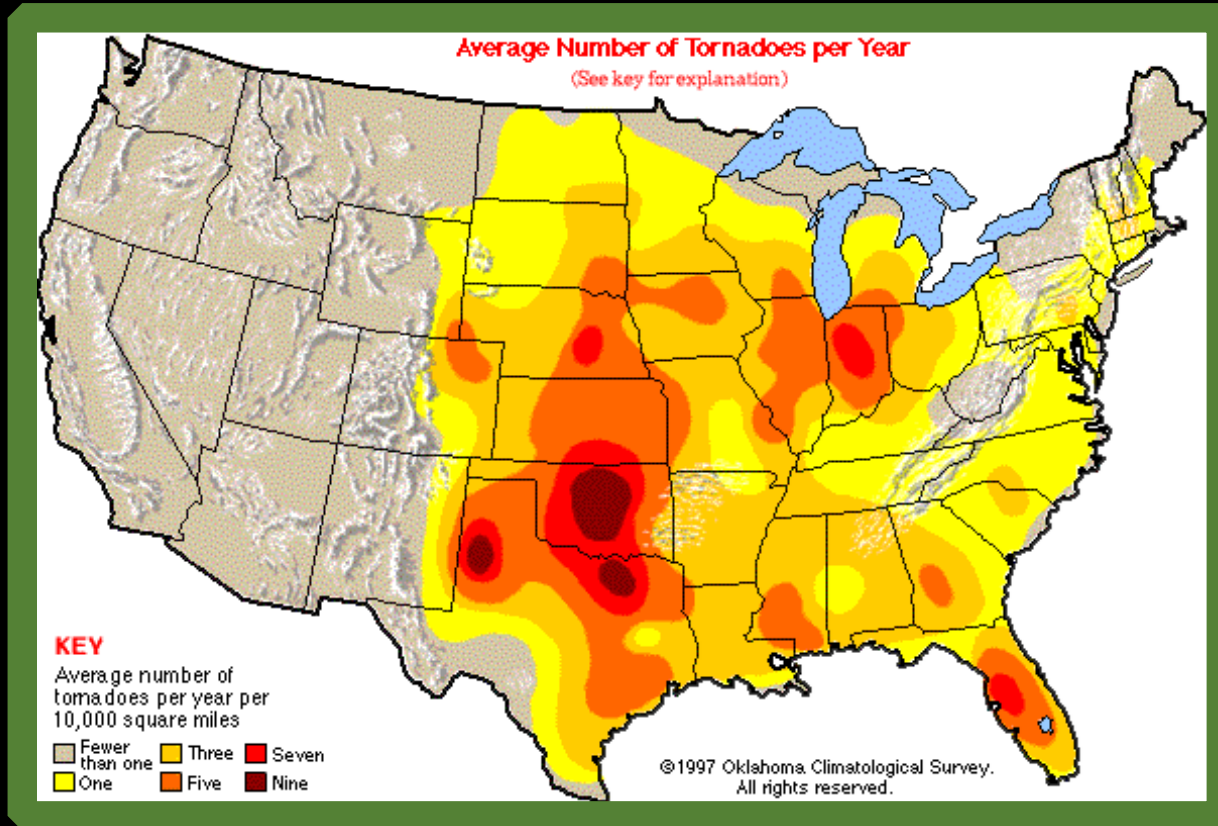 Average Number of Tornadoes per Year
(See key for explanation)
KEY
Average number of
tornadoes per year per
10,000 square miles
Fewer than one
Three
Seven
One
Five
Nine
©1997 Oklahoma Climatological Survey.
All rights reserved.